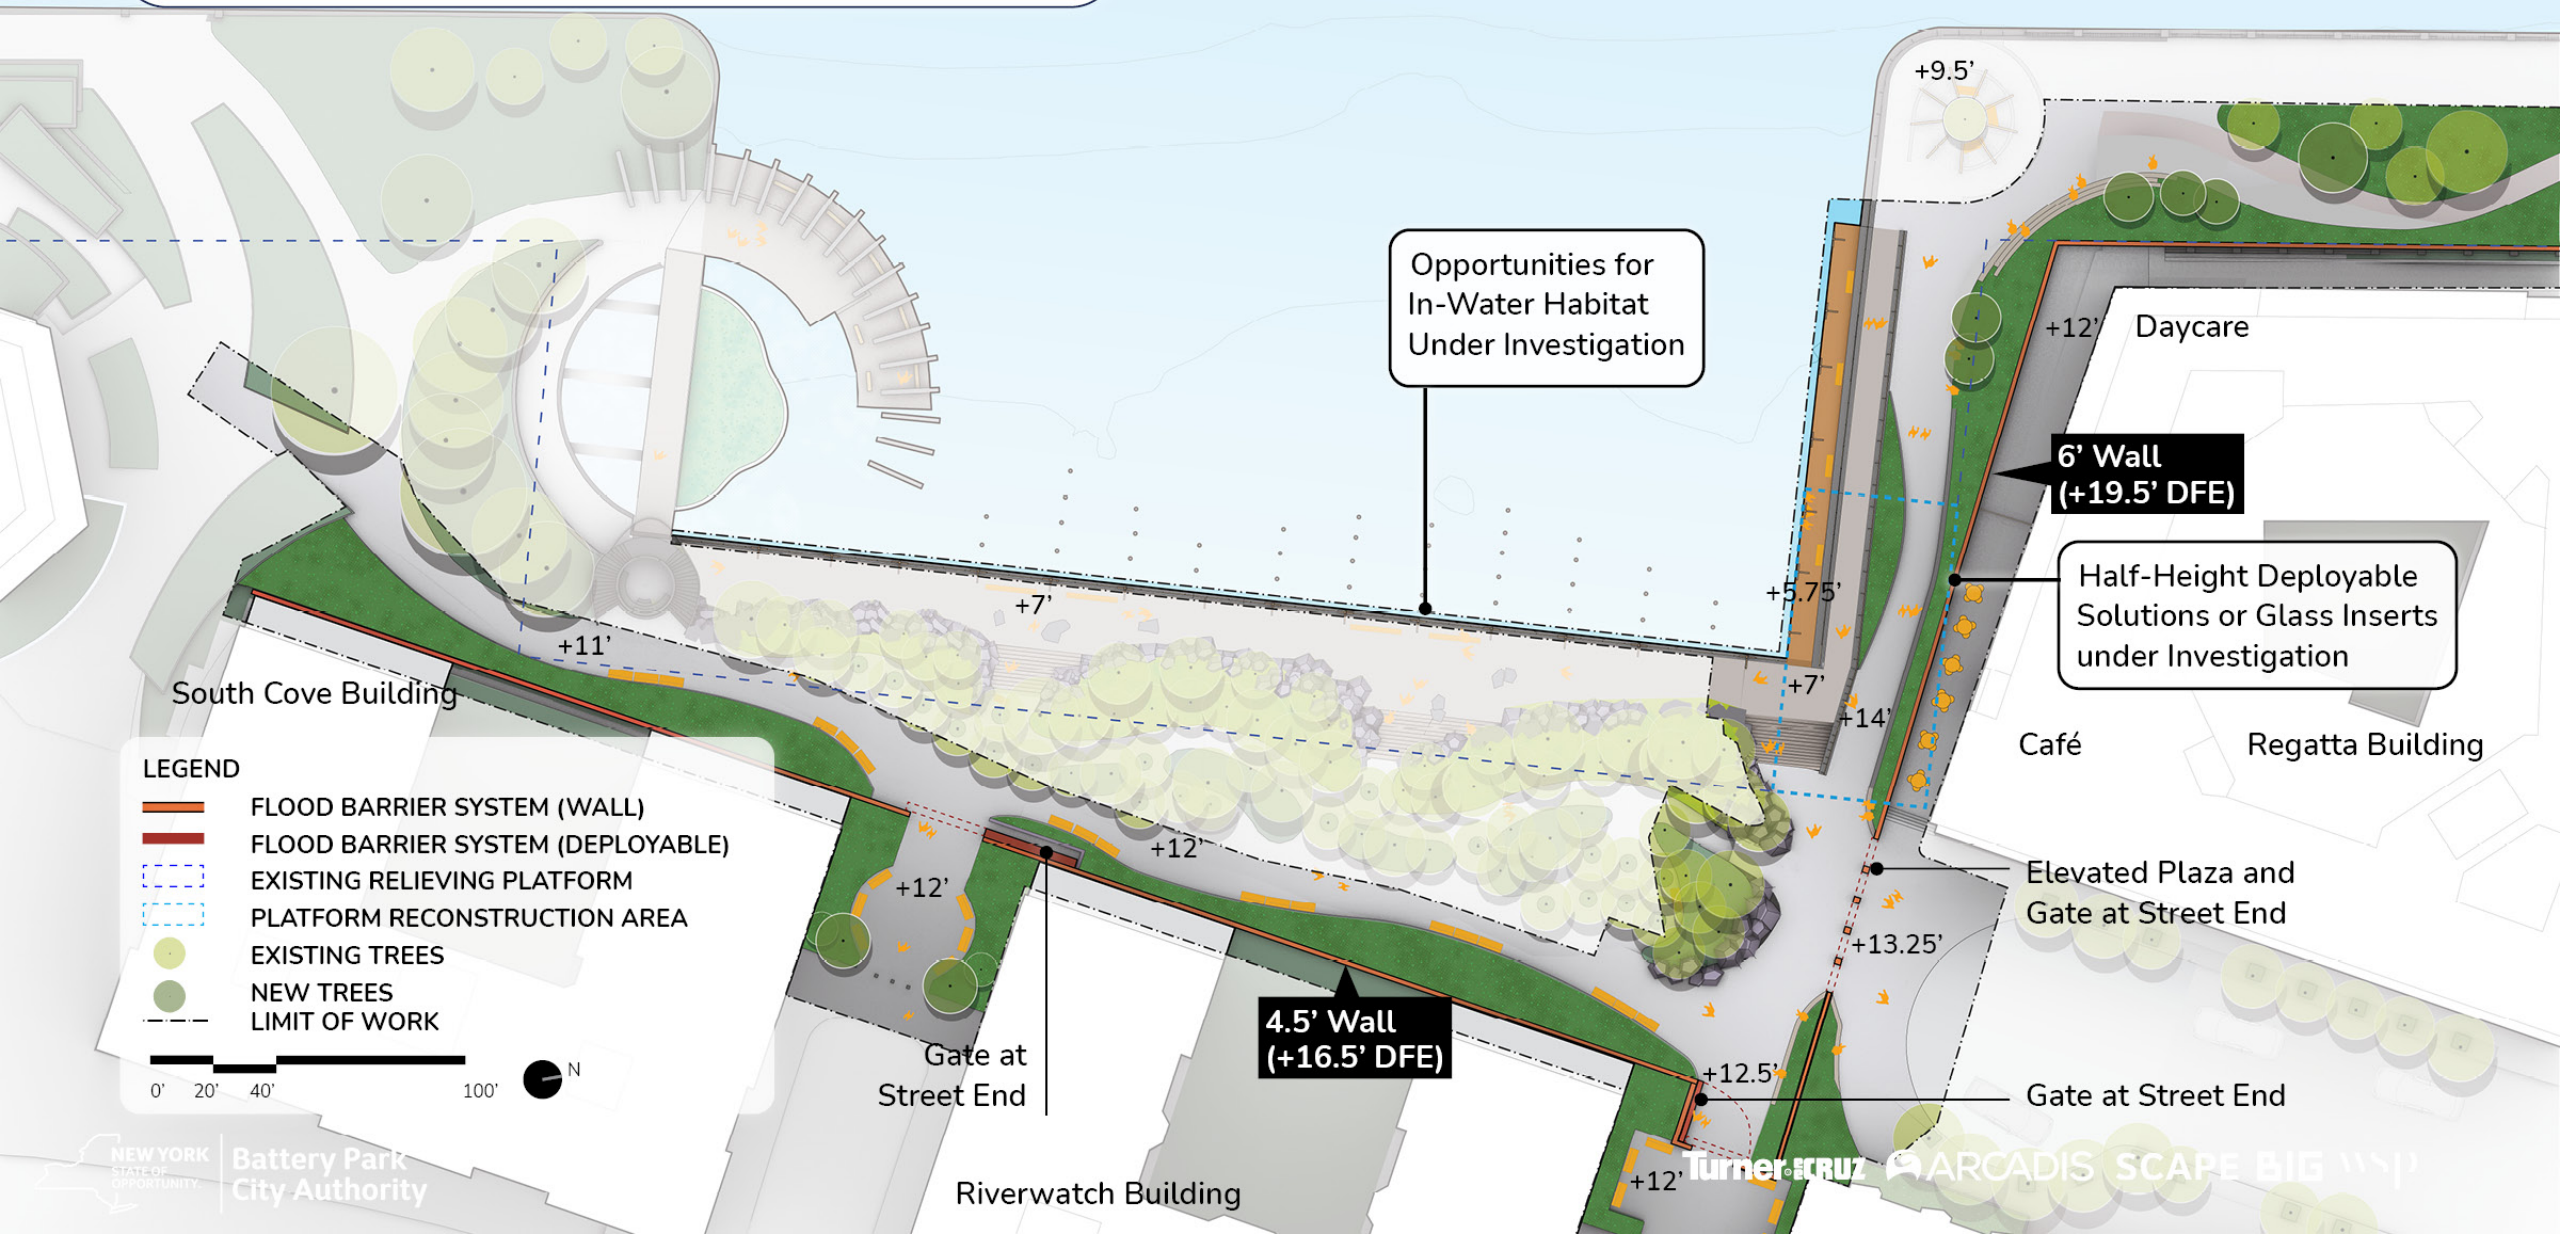 +9.5’
Opportunities for
In-Water Habitat
Under Investigation
+12’
Daycare
6’ Wall
(+19.5’ DFE)
Half-Height Deployable
Solutions or Glass Inserts
under Investigation
+5.75’
+7’
+11’
+7’
+14’
South Cove Building
Café
Regatta Building
LEGEND
FLOOD BARRIER SYSTEM (WALL)
FLOOD BARRIER SYSTEM (DEPLOYABLE)
EXISTING RELIEVING PLATFORM
PLATFORM RECONSTRUCTION AREA
EXISTING TREES
NEW TREES
LIMIT OF WORK
0’ 20’ 40’ 100’
N
+12’
+12’
Elevated Plaza and
Gate at Street End
+13.25’
4.5’ Wall
(+16.5’ DFE)
Gate at
Street End
+12.5’
Gate at Street End
+12’
Riverwatch Building
NEW YORK
STATE OF
OPPORTUNITY.
Battery Park
City Authority
Turner CRUZ ARCADIS SCAPE BIG wsp